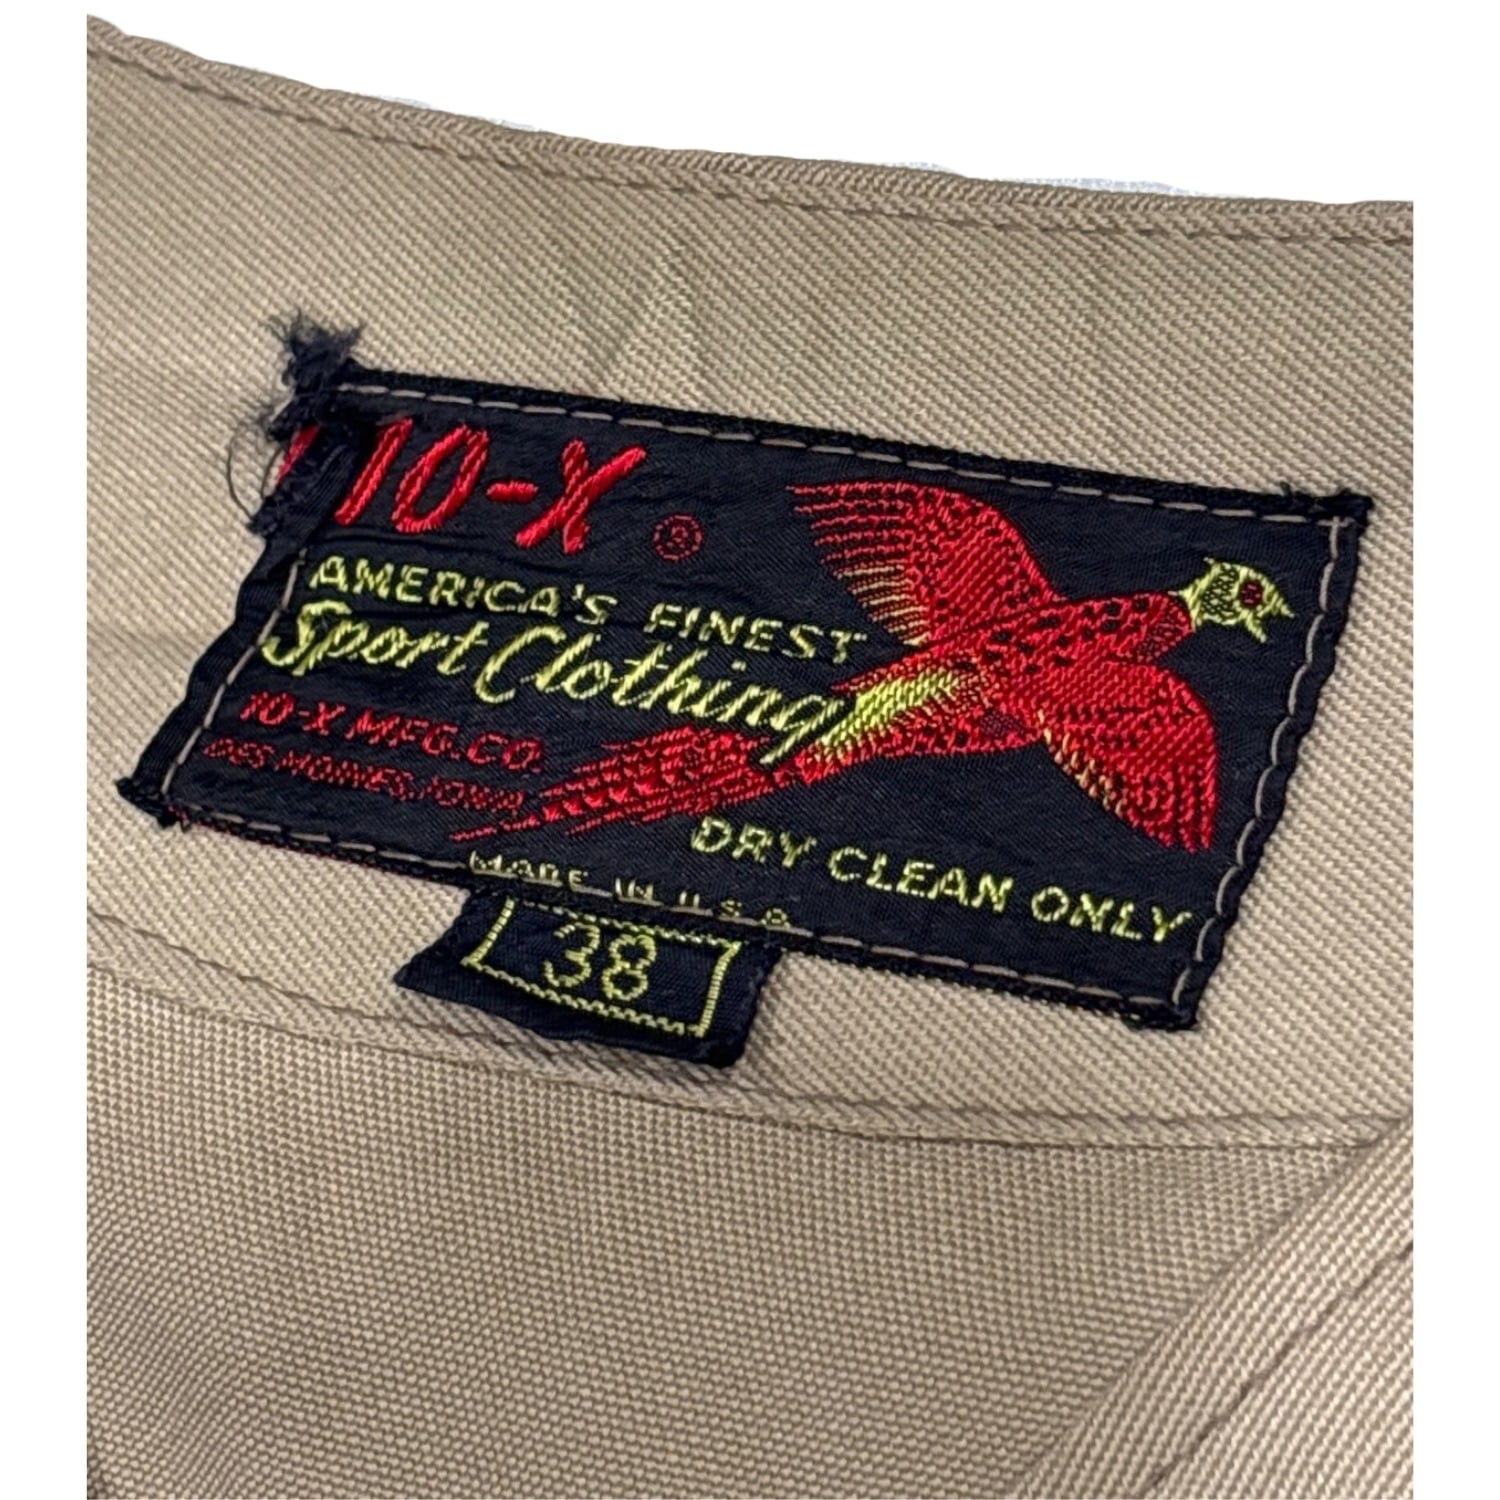 10-X ®
AMERICA'S FINEST
Sport Clothing
10-X MFG. CO.
DES MOINES, IOWA
DRY CLEAN ONLY
MADE IN U.S.A.
38